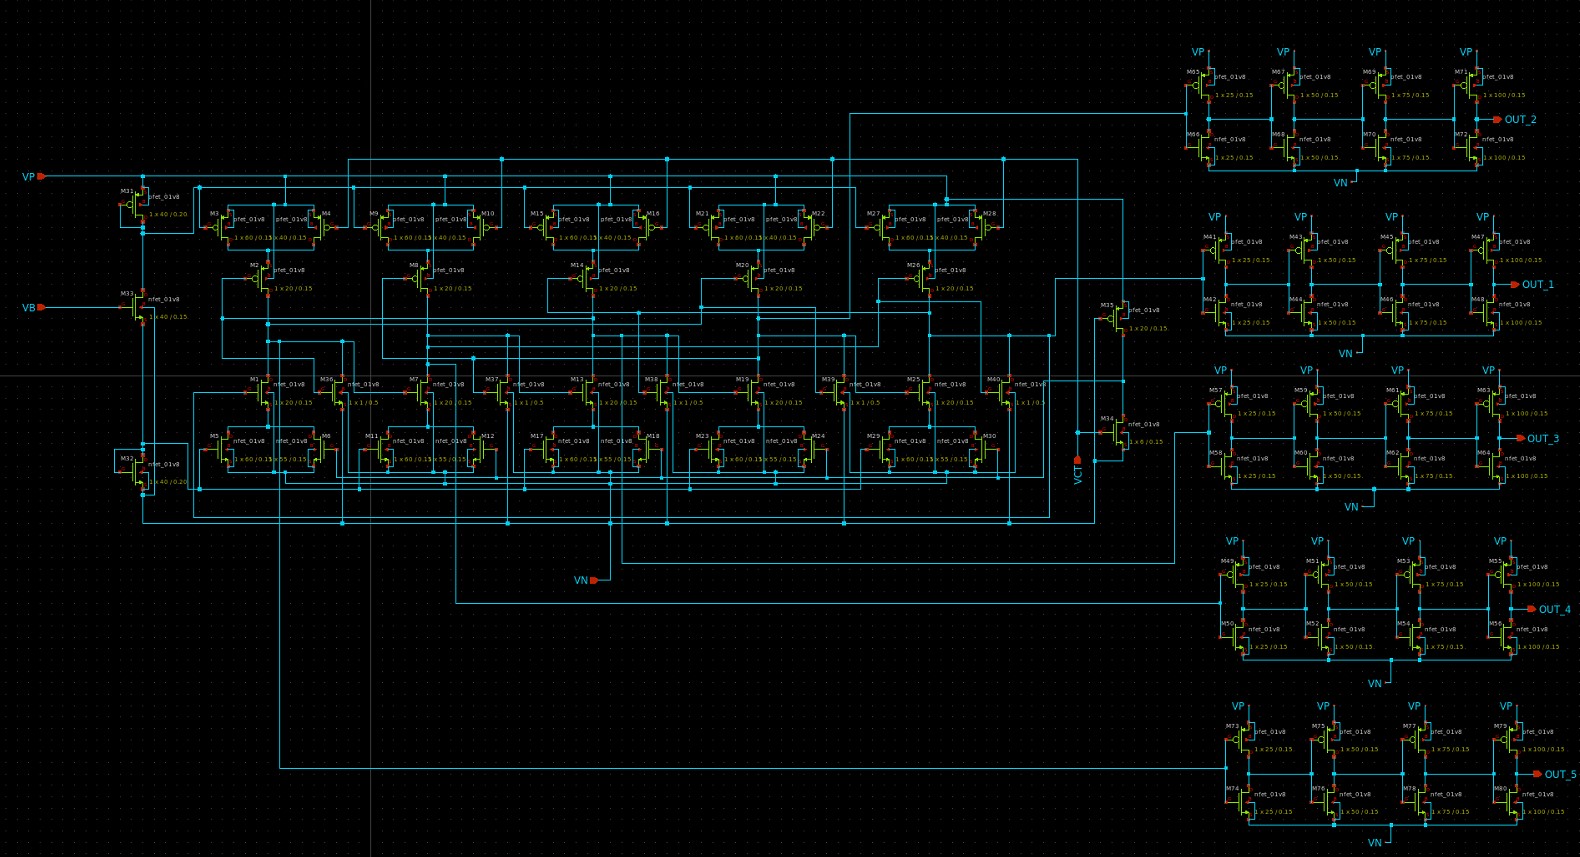 VP
VP
VP
VP
M65
pfet_01v8
1 x 25 / 0.15
M67
pfet_01v8
1 x 50 / 0.15
M69
pfet_01v8
1 x 75 / 0.15
M71
pfet_01v8
1 x 100 / 0.15
OUT_2
M66
nfet_01v8
1 x 25 / 0.15
M68
nfet_01v8
1 x 50 / 0.15
M70
nfet_01v8
1 x 75 / 0.15
M72
nfet_01v8
1 x 100 / 0.15
VN
VP
M31
pfet_01v8
1 x 40 / 0.20
M3
pfet_01v8
1 x 60 / 0.15
M4
pfet_01v8
x 40 / 0.15
M9
pfet_01v8
1 x 60 / 0.15
M10
pfet_01v8
x 40 / 0.15
M15
pfet_01v8
1 x 60 / 0.15
M16
pfet_01v8
x 40 / 0.15
M21
pfet_01v8
1 x 60 / 0.15
M22
pfet_01v8
x 40 / 0.15
M27
pfet_01v8
1 x 60 / 0.15
M28
pfet_01v8
x 40 / 0.15
M2
pfet_01v8
1 x 20 / 0.15
M8
pfet_01v8
1 x 20 / 0.15
M14
pfet_01v8
1 x 20 / 0.15
M20
pfet_01v8
1 x 20 / 0.15
M26
pfet_01v8
1 x 20 / 0.15
VB
M33
nfet_01v8
1 x 40 / 0.15
M35
pfet_01v8
1 x 20 / 0.15
M1
nfet_01v8
1 x 20 / 0.15
M36
nfet_01v8
1 x 1 / 0.5
M7
nfet_01v8
1 x 20 / 0.15
M37
nfet_01v8
1 x 1 / 0.5
M13
nfet_01v8
1 x 20 / 0.15
M38
nfet_01v8
1 x 1 / 0.5
M19
nfet_01v8
1 x 20 / 0.15
M39
nfet_01v8
1 x 1 / 0.5
M25
nfet_01v8
1 x 20 / 0.15
M40
nfet_01v8
1 x 1 / 0.5
M34
nfet_01v8
1 x 6 / 0.15
M5
nfet_01v8
1 x 60 / 0.15
M6
nfet_01v8
x 55 / 0.15
M11
nfet_01v8
1 x 60 / 0.15
M12
nfet_01v8
x 55 / 0.15
M17
nfet_01v8
1 x 60 / 0.15
M18
nfet_01v8
x 55 / 0.15
M23
nfet_01v8
1 x 60 / 0.15
M24
nfet_01v8
x 55 / 0.15
M29
nfet_01v8
1 x 60 / 0.15
M30
nfet_01v8
x 55 / 0.15
M32
nfet_01v8
1 x 40 / 0.20
VCT
VN
VP
VP
VP
VP
M41
pfet_01v8
1 x 25 / 0.15
M43
pfet_01v8
1 x 50 / 0.15
M45
pfet_01v8
1 x 75 / 0.15
M47
pfet_01v8
1 x 100 / 0.15
OUT_1
M42
nfet_01v8
1 x 25 / 0.15
M44
nfet_01v8
1 x 50 / 0.15
M46
nfet_01v8
1 x 75 / 0.15
M48
nfet_01v8
1 x 100 / 0.15
VN
VP
VP
VP
VP
M57
pfet_01v8
1 x 25 / 0.15
M59
pfet_01v8
1 x 50 / 0.15
M61
pfet_01v8
1 x 75 / 0.15
M63
pfet_01v8
1 x 100 / 0.15
OUT_3
M58
nfet_01v8
1 x 25 / 0.15
M60
nfet_01v8
1 x 50 / 0.15
M62
nfet_01v8
1 x 75 / 0.15
M64
nfet_01v8
1 x 100 / 0.15
VN
VP
VP
VP
VP
M49
pfet_01v8
1 x 25 / 0.15
M51
pfet_01v8
1 x 50 / 0.15
M53
pfet_01v8
1 x 75 / 0.15
M55
pfet_01v8
1 x 100 / 0.15
OUT_4
M50
nfet_01v8
1 x 25 / 0.15
M52
nfet_01v8
1 x 50 / 0.15
M54
nfet_01v8
1 x 75 / 0.15
M56
nfet_01v8
1 x 100 / 0.15
VN
VP
VP
VP
VP
M73
pfet_01v8
1 x 25 / 0.15
M75
pfet_01v8
1 x 50 / 0.15
M77
pfet_01v8
1 x 75 / 0.15
M79
pfet_01v8
1 x 100 / 0.15
OUT_5
M74
nfet_01v8
1 x 25 / 0.15
M76
nfet_01v8
1 x 50 / 0.15
M78
nfet_01v8
1 x 75 / 0.15
M80
nfet_01v8
1 x 100 / 0.15
VN